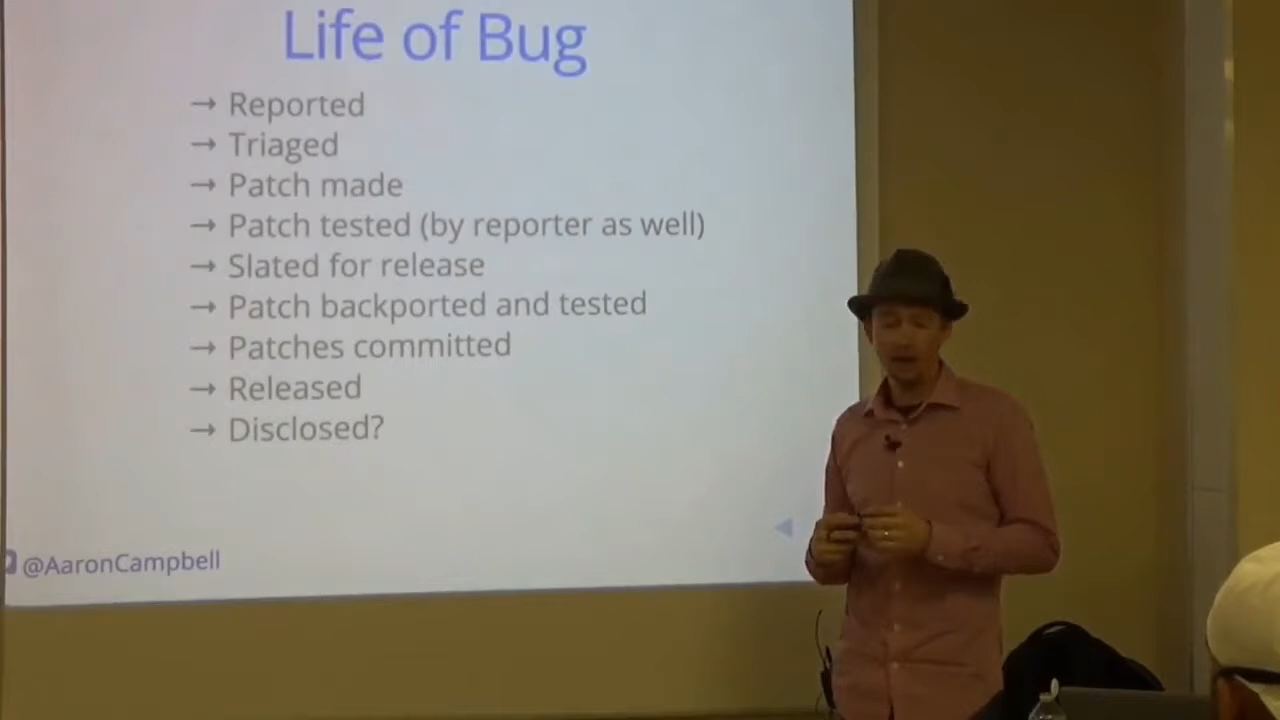 Life of Bug
→ Reported
→ Triaged
→ Patch made
→ Patch tested (by reporter as well)
→ Slated for release
→ Patch backported and tested
→ Patches committed
→ Released
→ Disclosed?
@AaronCampbell